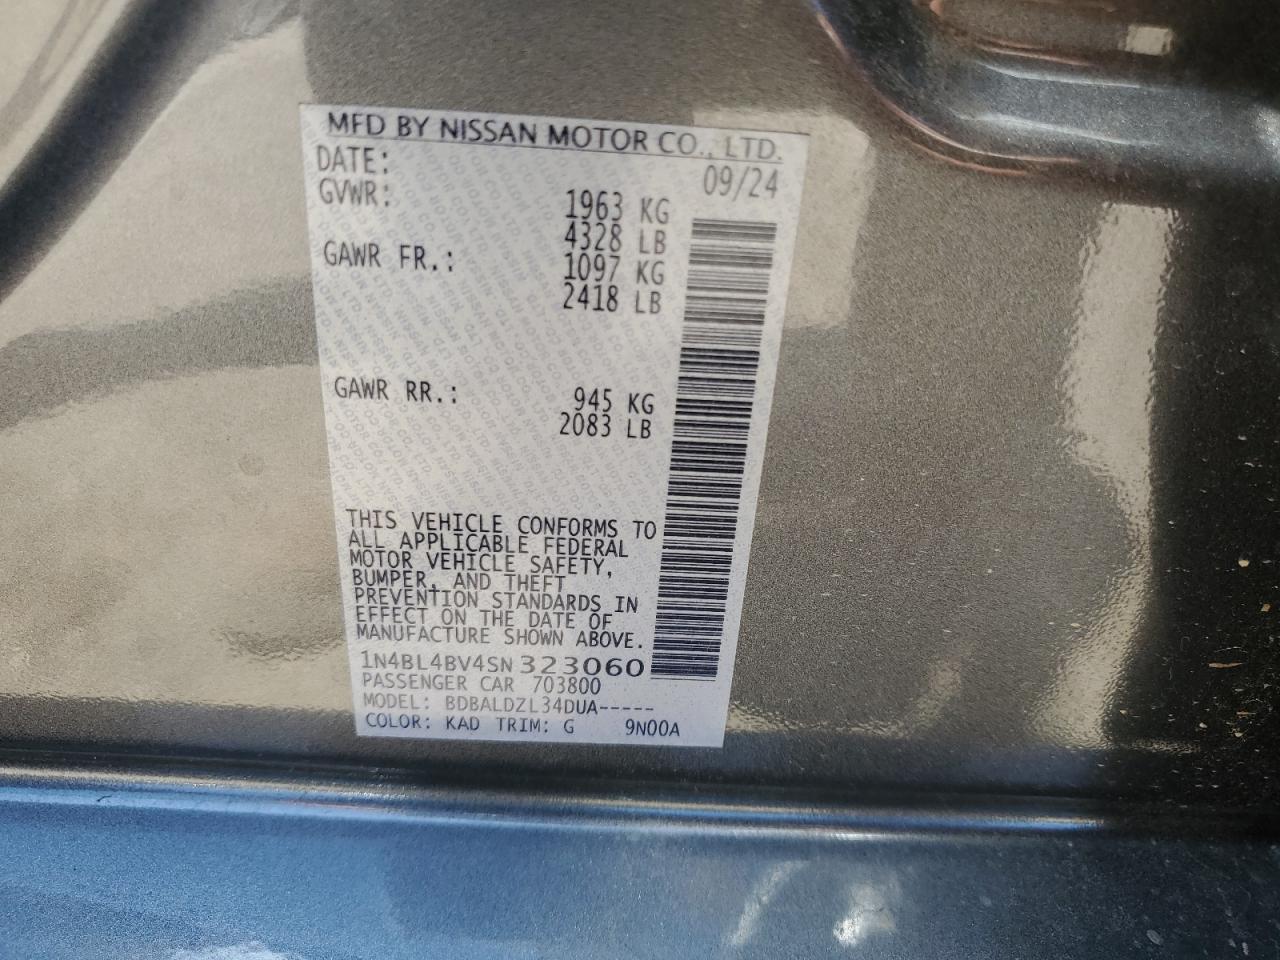 MFD BY NISSAN MOTOR CO., LTD.
DATE: 09/24
GVWR: 1963 KG
4328 LB
GAWR FR.: 1097 KG
2418 LB
GAWR RR.: 945 KG
2083 LB
THIS VEHICLE CONFORMS TO
ALL APPLICABLE FEDERAL
MOTOR VEHICLE SAFETY,
BUMPER, AND THEFT
PREVENTION STANDARDS IN
EFFECT ON THE DATE OF
MANUFACTURE SHOWN ABOVE.
1N4BL4BV4SN323060
PASSENGER CAR 703800
MODEL: BDBALDZL34DUA-----
COLOR: KAD TRIM: G 9N00A